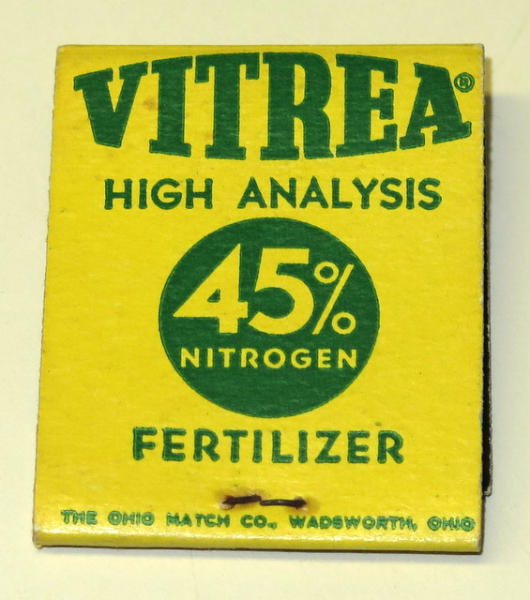 VITREA®
HIGH ANALYSIS
45%
NITROGEN
FERTILIZER
THE OHIO MATCH CO., WADSWORTH, OHIO